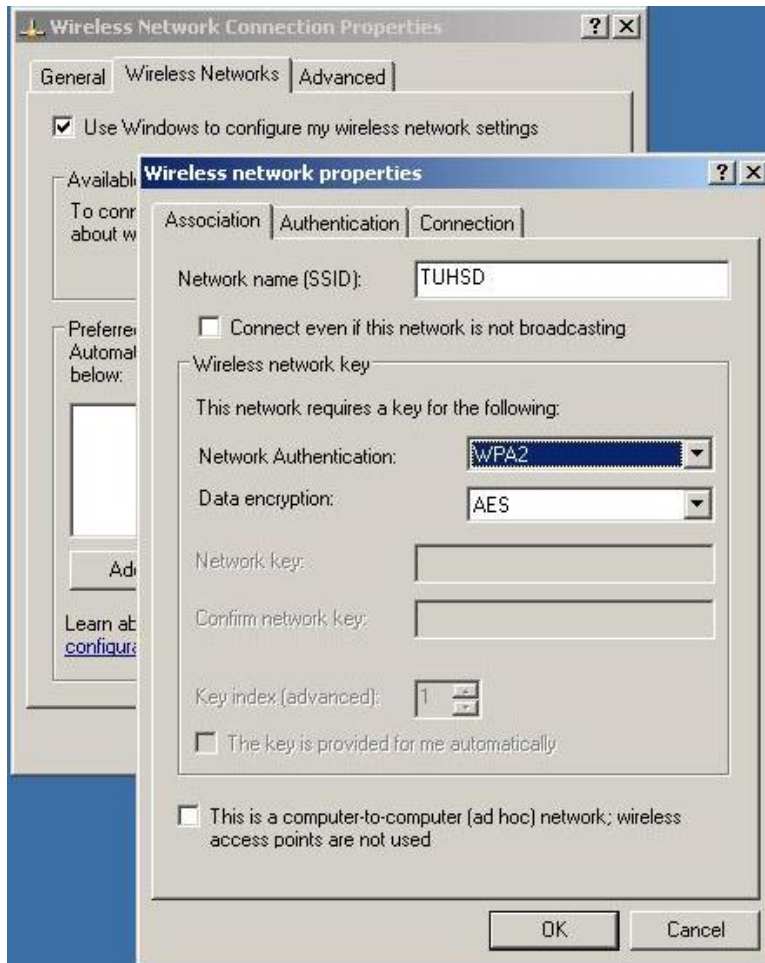 Wireless Network Connection Properties
General Wireless Networks Advanced
Use Windows to configure my wireless network settings
To conn
about w
Preferre
Automat
below:
Learn ab
configura
Wireless network properties
Association Authentication Connection
Network name (SSID): TUHSD
Connect even if this network is not broadcasting
Wireless network key
This network requires a key for the following:
Network Authentication: WPA2
Data encryption: AES
Network key:
Confirm network key:
Key index (advanced): 1
The key is provided for me automatically
This is a computer-to-computer (ad hoc) network; wireless
access points are not used
OK Cancel